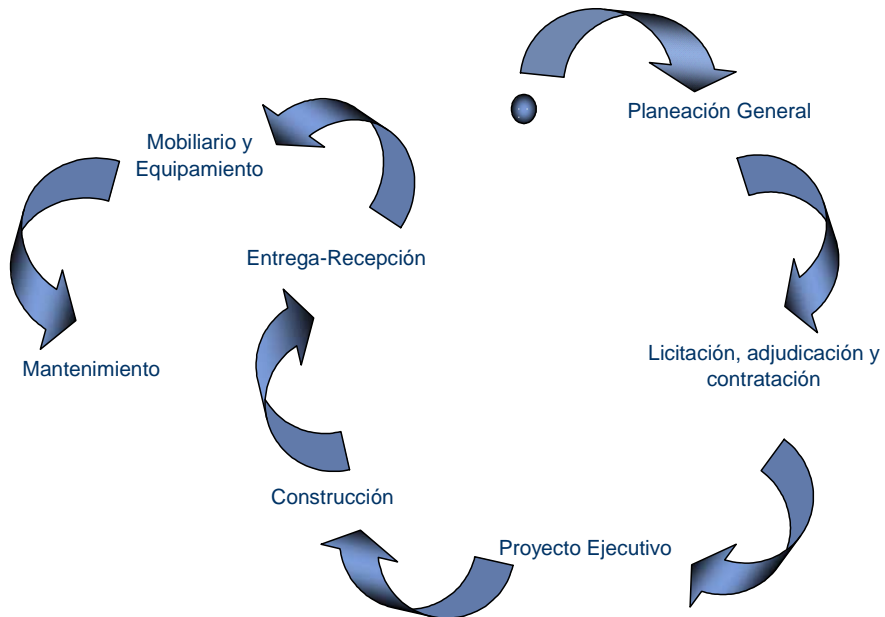 Planeación General
Licitación, adjudicación y
contratación
Proyecto Ejecutivo
Construcción
Entrega-Recepción
Mobiliario y
Equipamiento
Mantenimiento